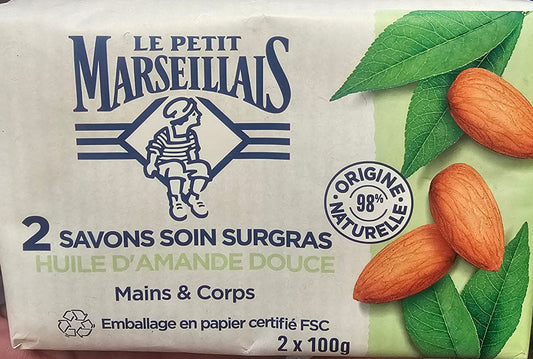 LE PETIT
MARSEILLAIS
ORIGINE
98%
NATURELLE
2 SAVONS SOIN SURGRAS
HUILE D'AMANDE DOUCE
Mains & Corps
Emballage en papier certifié FSC
2 x 100g